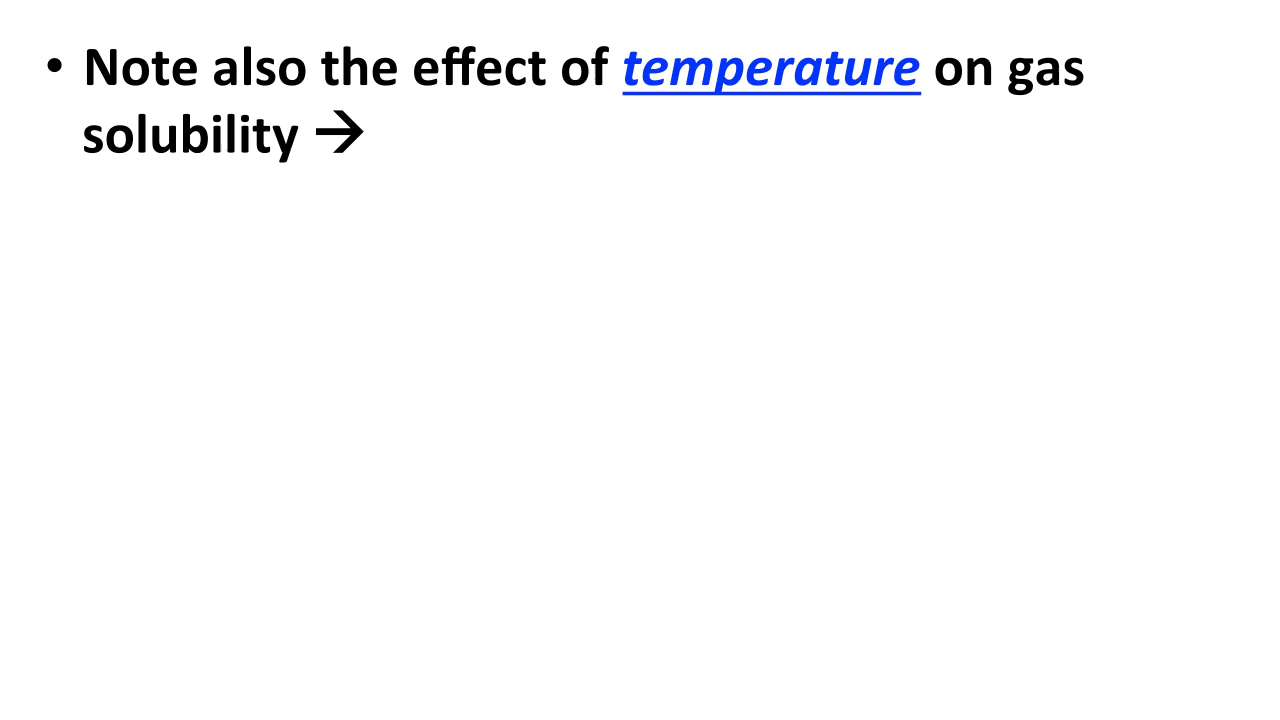 • Note also the effect of temperature on gas
solubility →